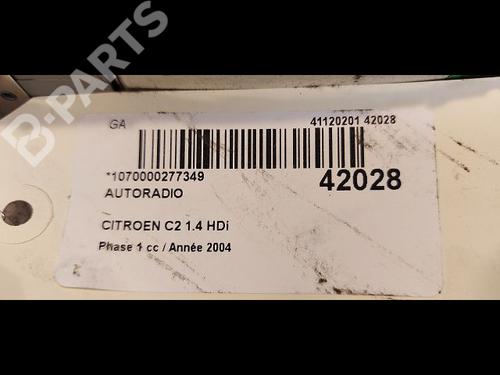 B-PARTS
GA
41120201 42028
*1070000277349
42028
AUTORADIO
CITROEN C2 1.4 HDi
Phase 1 cc / Année 2004